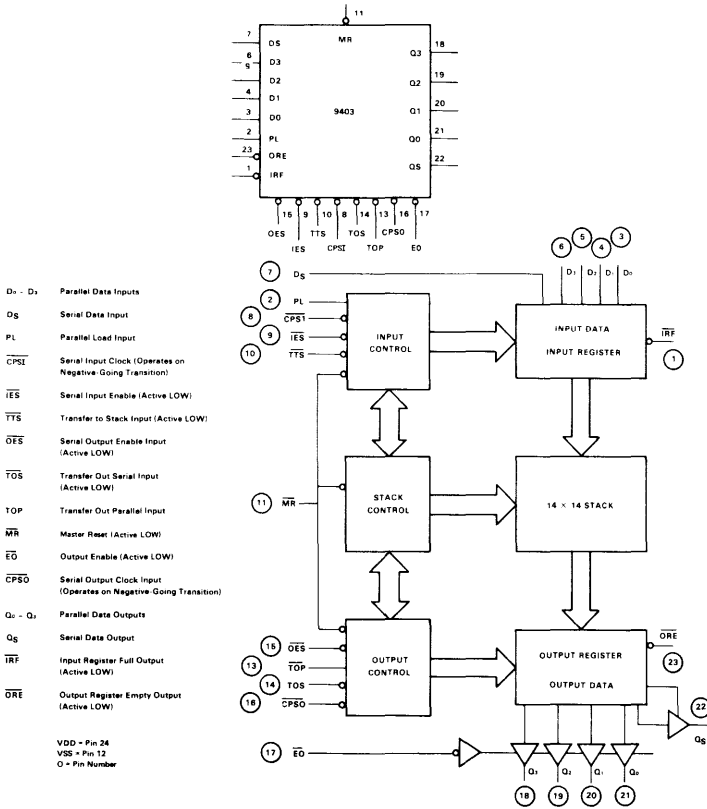 11
MR
7
DS
6
D3
9
D2
4
D1
3
D0
2
PL
23
ORE
1
IRF
9403
18
Q3
19
Q2
20
Q1
21
Q0
22
QS
15
9
10
8
14
13
16
17
OES
TTS
TOS
CPSO
IES
CPSI
TOP
EO
D0 - D3 Parallel Data Inputs
DS Serial Data Input
PL Parallel Load Input
CPSI Serial Input Clock (Operates on
Negative-Going Transition)
IES Serial Input Enable (Active LOW)
TTS Transfer to Stack Input (Active LOW)
OES Serial Output Enable Input
(Active LOW)
TOS Transfer Out Serial Input
(Active LOW)
TOP Transfer Out Parallel Input
MR Master Reset (Active LOW)
EO Output Enable (Active LOW)
CPSO Serial Output Clock Input
(Operates on Negative-Going Transition)
Q0 - Q3 Parallel Data Outputs
QS Serial Data Output
IRF Input Register Full Output
(Active LOW)
ORE Output Register Empty Output
(Active LOW)
VDD = Pin 24
VSS = Pin 12
O = Pin Number
6
5
4
3
D3
D2
D1
D0
7 DS
2 PL
8 CPSI
9 IES
10 TTS
INPUT
CONTROL
INPUT DATA
INPUT REGISTER
IRF
1
11 MR
STACK
CONTROL
14 × 14 STACK
15 OES
13 TOP
14 TOS
16 CPSO
OUTPUT
CONTROL
OUTPUT REGISTER
OUTPUT DATA
ORE
23
22
QS
17 EO
Q3
Q2
Q1
Q0
18
19
20
21